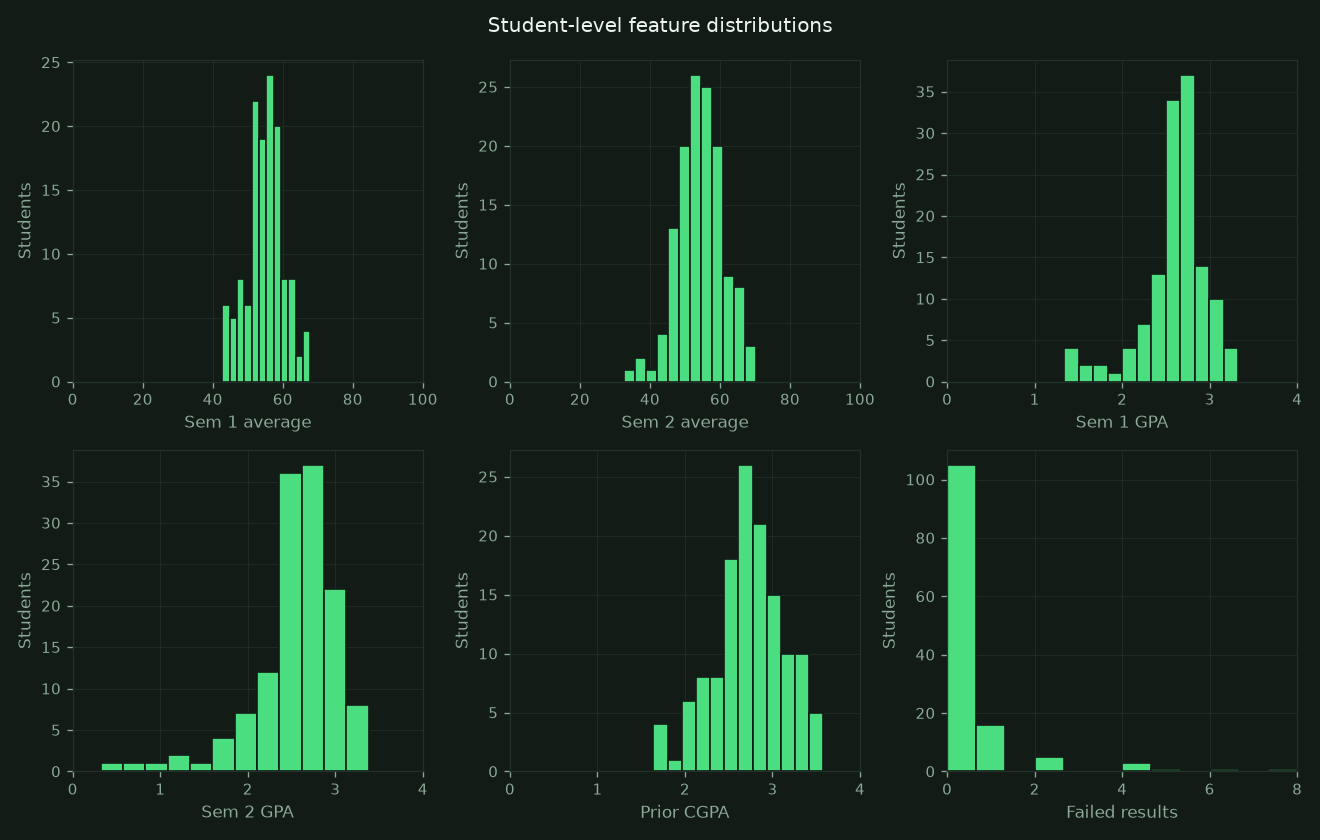 Student-level feature distributions
25
20
15
10
5
0
Students
0 20 40 60 80 100
Sem 1 average
25
20
15
10
5
0
Students
0 20 40 60 80 100
Sem 2 average
35
30
25
20
15
10
5
0
Students
0 1 2 3 4
Sem 1 GPA
35
30
25
20
15
10
5
0
Students
0 1 2 3 4
Sem 2 GPA
25
20
15
10
5
0
Students
0 1 2 3 4
Prior CGPA
100
80
60
40
20
0
Students
0 2 4 6 8
Failed results